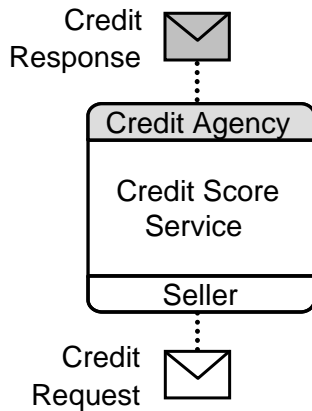 Credit
Response
Credit Agency
Credit Score
Service
Seller
Credit
Request